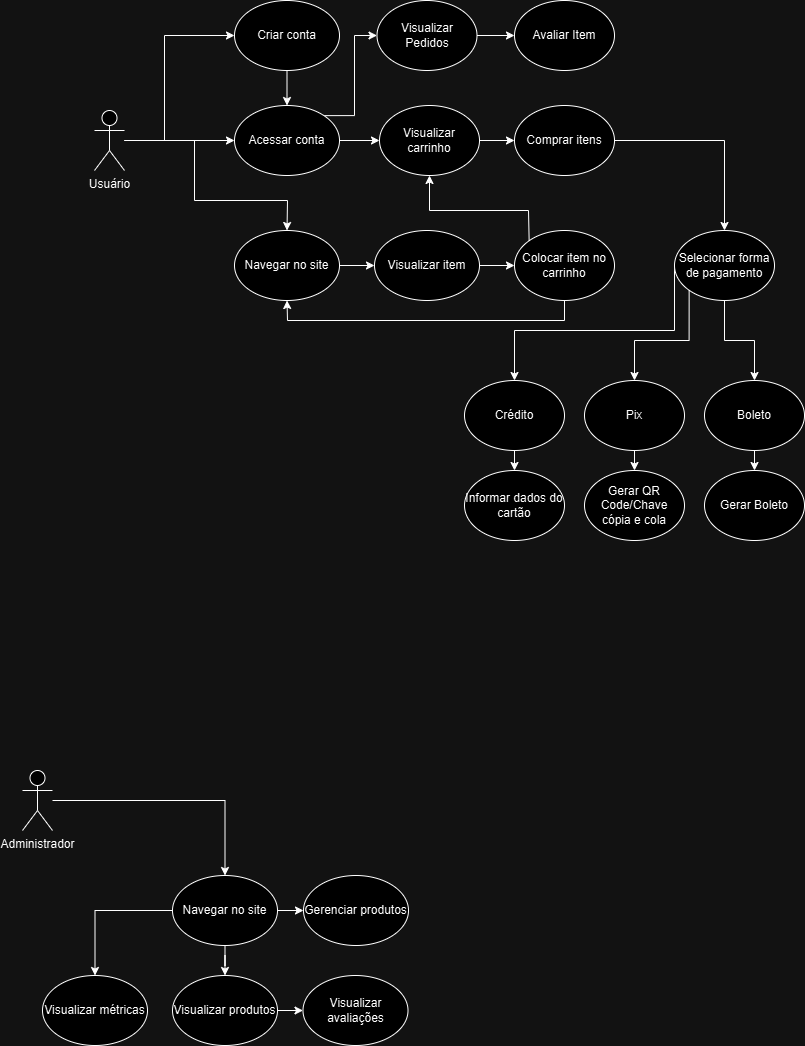 Criar conta
Visualizar
Pedidos
Avaliar Item
Usuário
Acessar conta
Visualizar
carrinho
Comprar itens
Navegar no site
Visualizar item
Colocar item no
carrinho
Selecionar forma
de pagamento
Crédito
Pix
Boleto
Informar dados do
cartão
Gerar QR
Code/Chave
cópia e cola
Gerar Boleto
Administrador
Navegar no site
Gerenciar produtos
Visualizar métricas
Visualizar produtos
Visualizar
avaliações